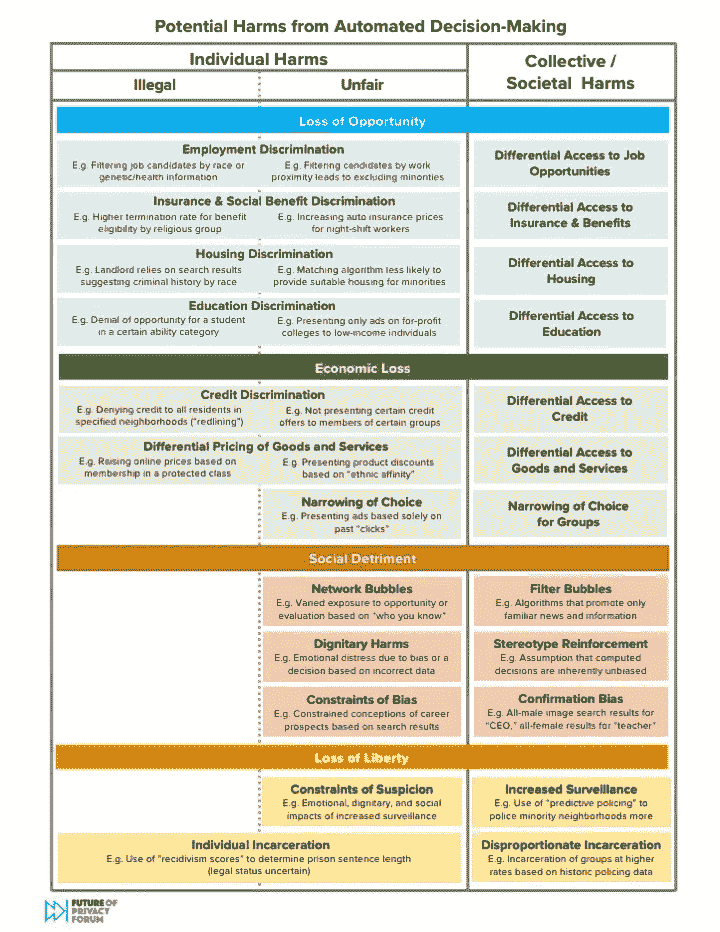 Potential Harms from Automated Decision-Making
Individual Harms
Collective /
Societal Harms
Illegal
Unfair
Loss of Opportunity
Employment Discrimination
E.g. Filtering job candidates by race or
genetic/health information
E.g. Filtering candidates by work
proximity leads to excluding minorities
Differential Access to Job
Opportunities
Insurance & Social Benefit Discrimination
E.g. Higher termination rate for benefit
eligibility by religious group
E.g. Increasing auto insurance prices
for night-shift workers
Differential Access to
Insurance & Benefits
Housing Discrimination
E.g. Landlord relies on search results
suggesting criminal history by race
E.g. Matching algorithm less likely to
provide suitable housing for minorities
Differential Access to
Housing
Education Discrimination
E.g. Denial of opportunity for a student
in a certain ability category
E.g. Presenting only ads on for-profit
colleges to low-income individuals
Differential Access to
Education
Economic Loss
Credit Discrimination
E.g. Denying credit to all residents in
specified neighborhoods ("redlining")
E.g. Not presenting certain credit
offers to members of certain groups
Differential Access to
Credit
Differential Pricing of Goods and Services
E.g. Raising online prices based on
membership in a protected class
E.g. Presenting product discounts
based on "ethnic affinity"
Differential Access to
Goods and Services
Narrowing of Choice
E.g. Presenting ads based solely on
past "clicks"
Narrowing of Choice
for Groups
Social Detriment
Network Bubbles
E.g. Varied exposure to opportunity or
evaluation based on "who you know"
Filter Bubbles
E.g. Algorithms that promote only
familiar news and information
Dignitary Harms
E.g. Emotional distress due to bias or a
decision based on incorrect data
Stereotype Reinforcement
E.g. Assumption that computed
decisions are inherently unbiased
Constraints of Bias
E.g. Constrained conceptions of career
prospects based on search results
Confirmation Bias
E.g. All-male image search results for
"CEO," all-female results for "teacher"
Loss of Liberty
Constraints of Suspicion
E.g. Emotional, dignitary, and social
impacts of increased surveillance
Increased Surveillance
E.g. Use of "predictive policing" to
police minority neighborhoods more
Individual Incarceration
E.g. Use of "recidivism scores" to determine prison sentence length
(legal status uncertain)
Disproportionate Incarceration
E.g. Incarceration of groups at higher
rates based on historic policing data
FUTURE OF
PRIVACY
FORUM